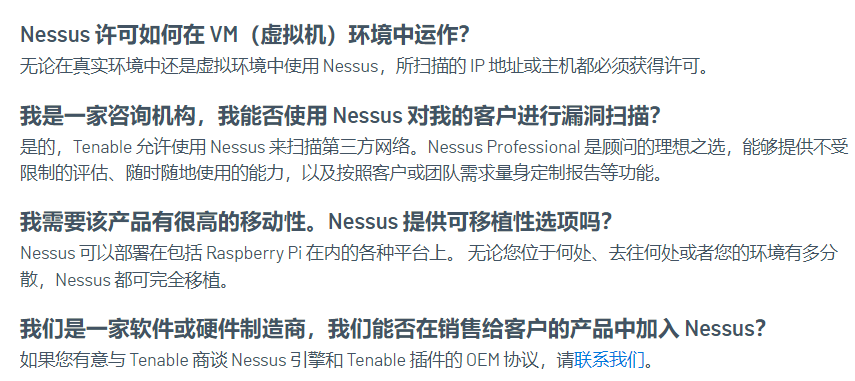 Nessus 许可如何在 VM（虚拟机）环境中运作？
无论在真实环境中还是虚拟环境中使用 Nessus，所扫描的 IP 地址或主机都必须获得许可。
我是一家咨询机构，我能否使用 Nessus 对我的客户进行漏洞扫描？
是的，Tenable 允许使用 Nessus 来扫描第三方网络。Nessus Professional 是顾问的理想之选，能够提供不受
限制的评估、随时随地使用的能力，以及按照客户或团队需求量身定制报告等功能。
我需要该产品有很高的移动性。Nessus 提供可移植性选项吗？
Nessus 可以部署在包括 Raspberry Pi 在内的各种平台上。 无论您位于何处、去往何处或者您的环境有多分
散，Nessus 都可完全移植。
我们是一家软件或硬件制造商，我们能否在销售给客户的产品中加入 Nessus？
如果您有意与 Tenable 商谈 Nessus 引擎和 Tenable 插件的 OEM 协议，请联系我们。